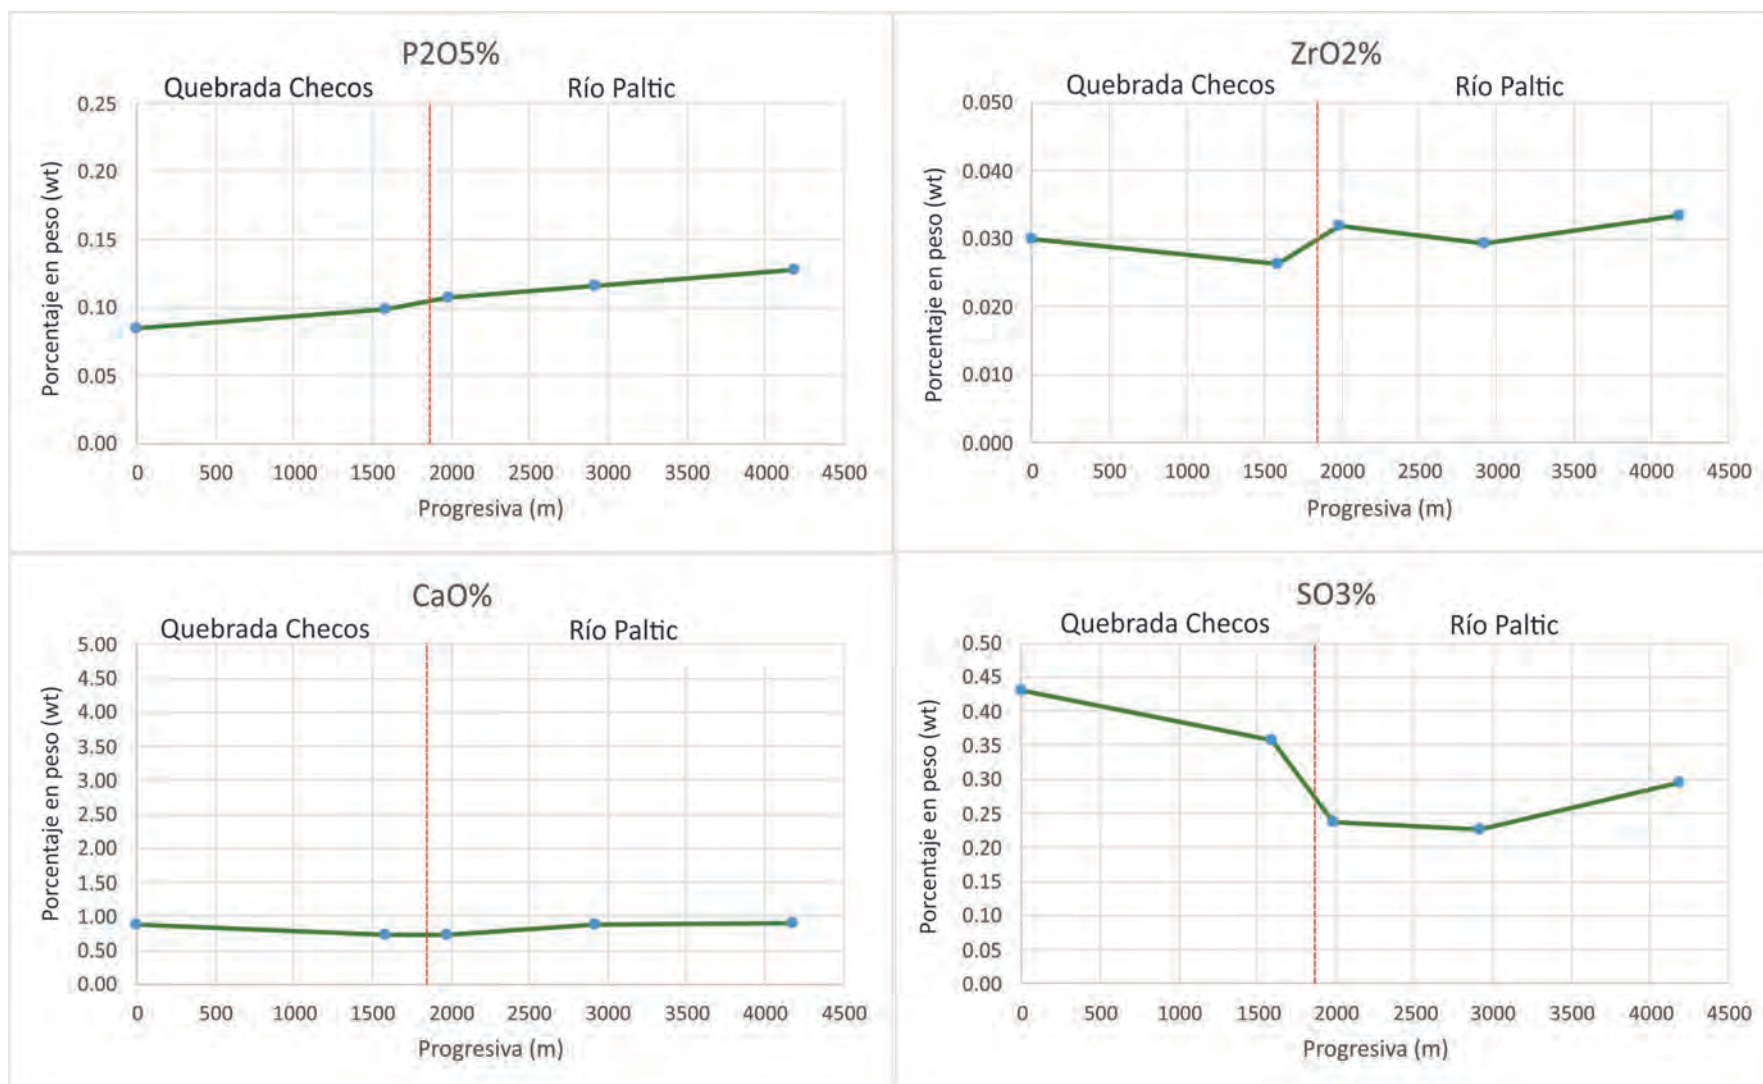 P2O5%
Quebrada Checos Río Paltic
Porcentaje en peso (wt)
0.25
0.20
0.15
0.10
0.05
0.00
0 500 1000 1500 2000 2500 3000 3500 4000 4500
Progresiva (m)
ZrO2%
Quebrada Checos Río Paltic
Porcentaje en peso (wt)
0.050
0.040
0.030
0.020
0.010
0.000
0 500 1000 1500 2000 2500 3000 3500 4000 4500
Progresiva (m)
CaO%
Quebrada Checos Río Paltic
Porcentaje en peso (wt)
5.00
4.50
4.00
3.50
3.00
2.50
2.00
1.50
1.00
0.50
0.00
0 500 1000 1500 2000 2500 3000 3500 4000 4500
Progresiva (m)
SO3%
Quebrada Checos Río Paltic
Porcentaje en peso (wt)
0.50
0.45
0.40
0.35
0.30
0.25
0.20
0.15
0.10
0.05
0.00
0 500 1000 1500 2000 2500 3000 3500 4000 4500
Progresiva (m)